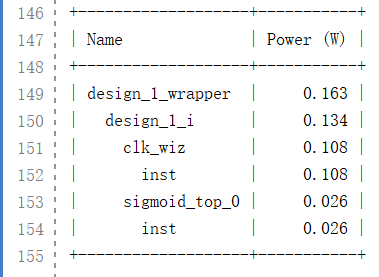 146 +-------------------+-----------+
147 | Name              | Power (W) |
148 +-------------------+-----------+
149 | design_1_wrapper  |     0.163 |
150 |   design_1_i      |     0.134 |
151 |     clk_wiz       |     0.108 |
152 |       inst        |     0.108 |
153 |     sigmoid_top_0 |     0.026 |
154 |       inst        |     0.026 |
155 +-------------------+-----------+